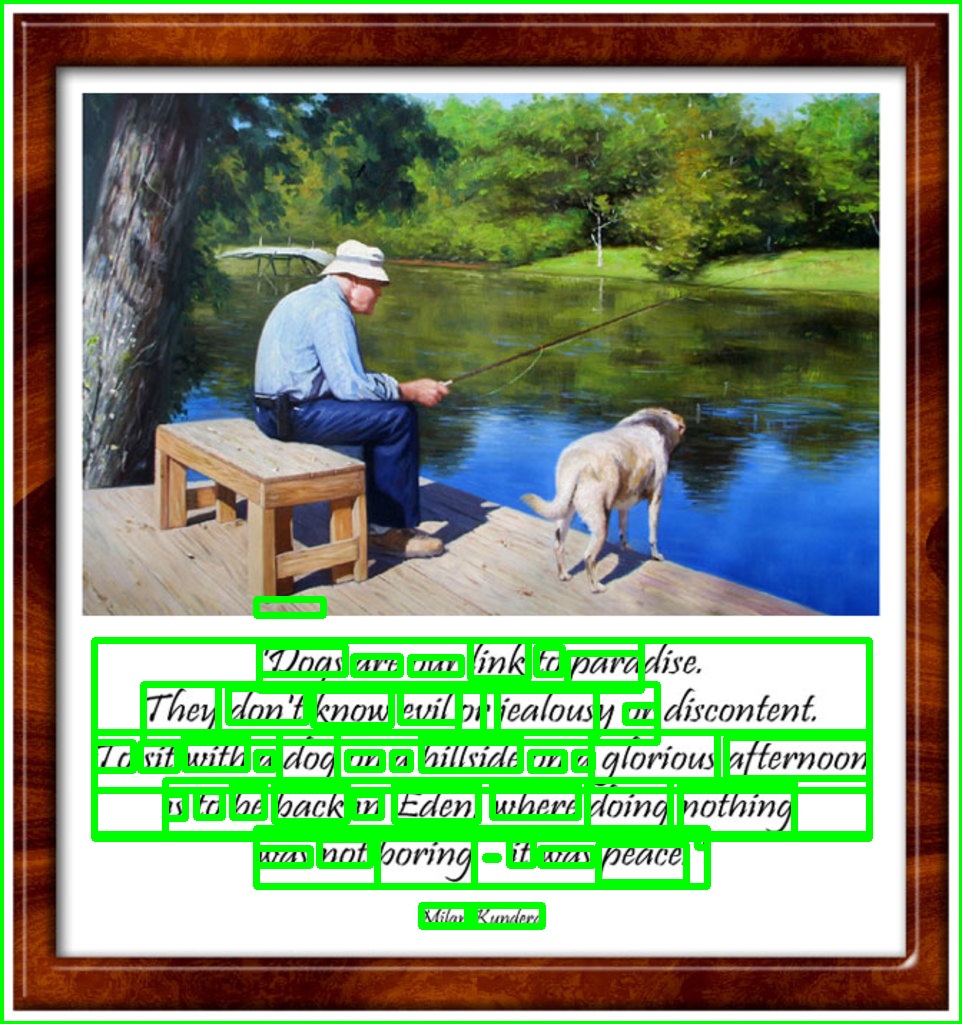 "Dogs are our link to paradise.
They don't know evil or jealousy or discontent.
To sit with a dog on a hillside on a glorious afternoon
is to be back in Eden, where doing nothing
was not boring - it was peace."
Milan Kundera